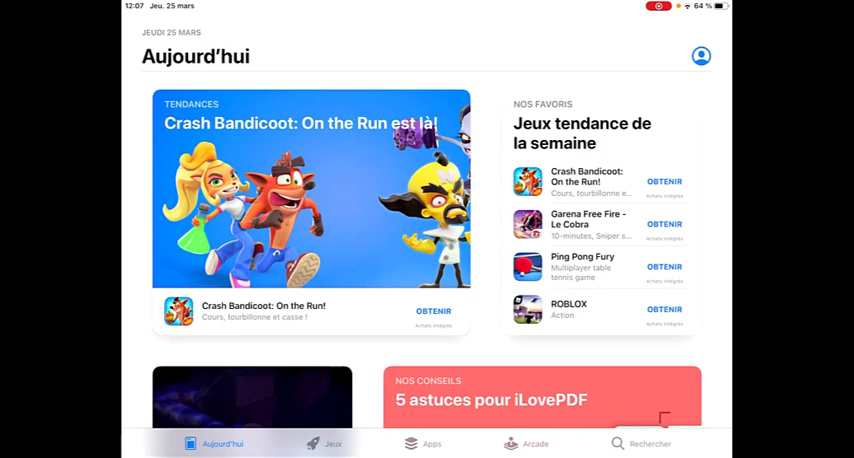 12:07 Jeu. 25 mars
64 %
JEUDI 25 MARS
Aujourd'hui
TENDANCES
Crash Bandicoot: On the Run est là!
Crash Bandicoot: On the Run!
Cours, tourbillonne et casse !
OBTENIR
Achats intégrés
NOS FAVORIS
Jeux tendance de
la semaine
Crash Bandicoot:
On the Run!
Cours, tourbillonne e...
OBTENIR
Achats intégrés
Garena Free Fire -
Le Cobra
10-minutes, Sniper s...
OBTENIR
Achats intégrés
Ping Pong Fury
Multiplayer table
tennis game
OBTENIR
Achats intégrés
ROBLOX
Action
OBTENIR
Achats intégrés
NOS CONSEILS
5 astuces pour iLovePDF
Aujourd'hui
Jeux
Apps
Arcade
Rechercher